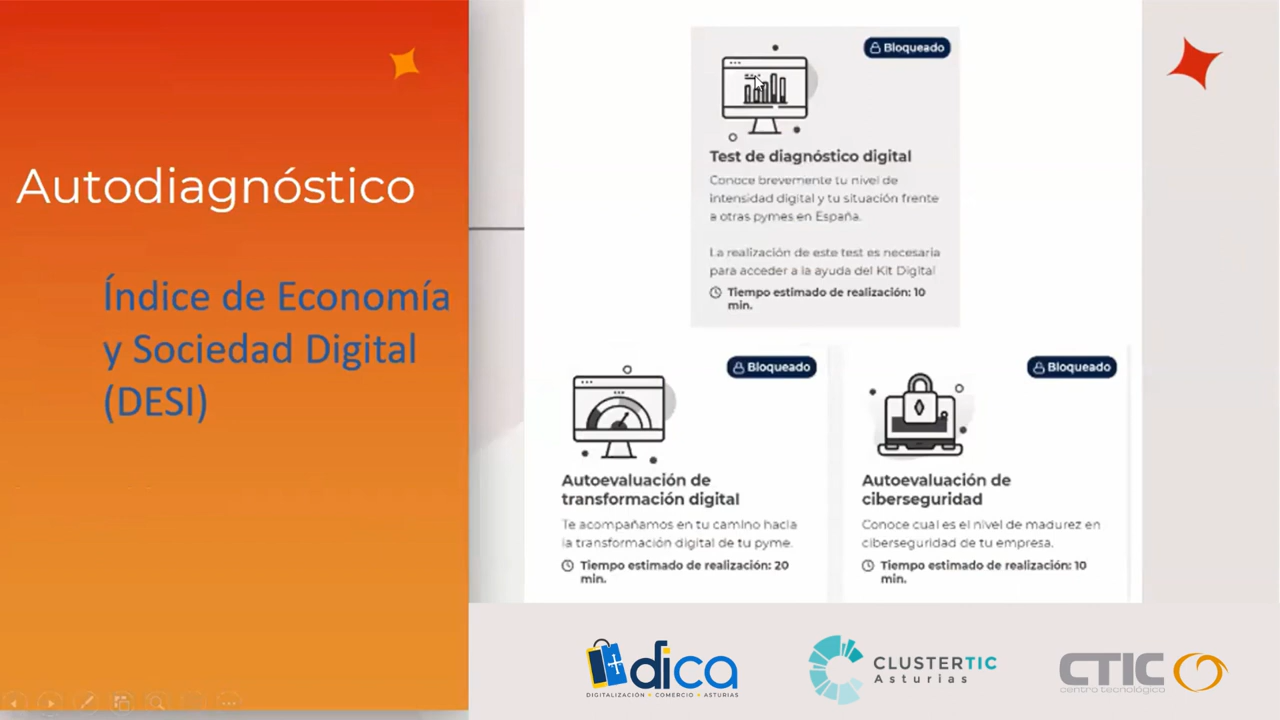 Autodiagnóstico
Índice de Economía
y Sociedad Digital
(DESI)
Bloqueado
Test de diagnóstico digital
Conoce brevemente tu nivel de
intensidad digital y tu situación frente
a otras pymes en España.
La realización de este test es necesaria
para acceder a la ayuda del Kit Digital
Tiempo estimado de realización: 10
min.
Bloqueado
Autoevaluación de
transformación digital
Te acompañamos en tu camino hacia
la transformación digital de tu pyme.
Tiempo estimado de realización: 20
min.
Bloqueado
Autoevaluación de
ciberseguridad
Conoce cual es el nivel de madurez en
ciberseguridad de tu empresa.
Tiempo estimado de realización: 10
min.
dica
DIGITALIZACIÓN • COMERCIO • ASTURIAS
CLUSTERTIC
Asturias
CTIC
centro tecnológico